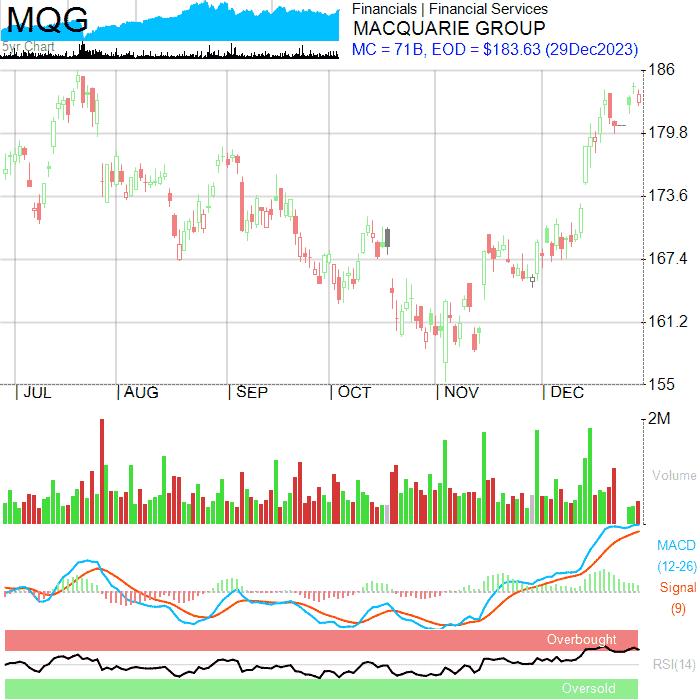 MQG
5yr Chart
Financials | Financial Services
MACQUARIE GROUP
MC = 71B, EOD = $183.63 (29Dec2023)
186
179.8
173.6
167.4
161.2
155
|JUL |AUG |SEP |OCT |NOV |DEC
2M
Volume
MACD
(12-26)
Signal
(9)
Overbought
RSI(14)
Oversold